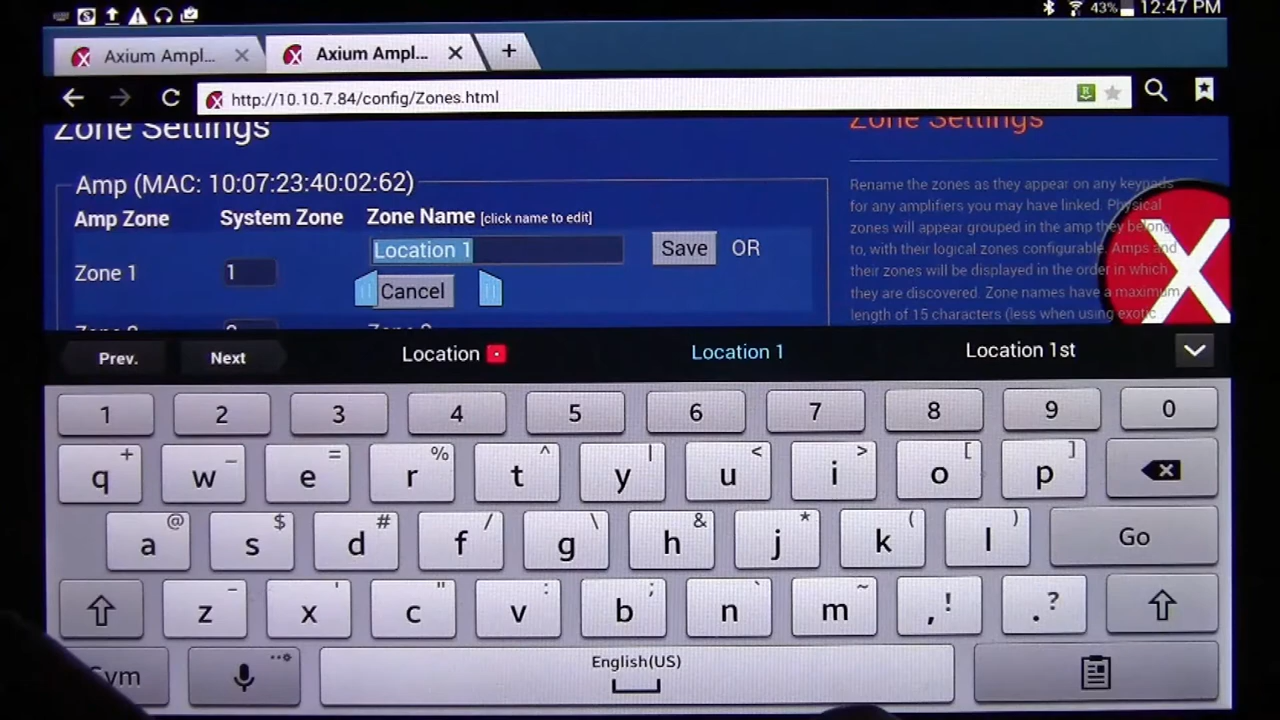 43% 12:47 PM
Axium Ampl... Axium Ampl... +
http://10.10.7.84/config/Zones.html
Zone Settings
Zone Settings
Amp (MAC: 10:07:23:40:02:62)
Amp Zone System Zone Zone Name [click name to edit]
Zone 1 1 Location 1 Save OR
Cancel
Rename the zones as they appear on any keypads
for any amplifiers you may have linked. Physical
zones will appear grouped in the amp they belong
to, with their logical zones configurable. Amps and
their zones will be displayed in the order in which
they are discovered. Zone names have a maximum
length of 15 characters (less when using exotic
Prev. Next Location Location 1 Location 1st
1 2 3 4 5 6 7 8 9 0
q + w _ e = r % t ^ y | u < i > o [ p ]
a @ s $ d # f / g \ h & j * k ( l ) Go
z - x ' c " v : b ; n ` m ~ , ! . ?
Sym English(US)